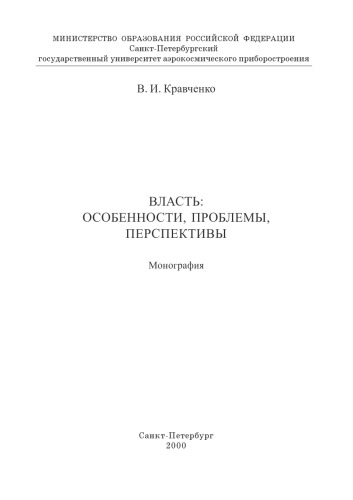 МИНИСТЕРСТВО ОБРАЗОВАНИЯ РОССИЙСКОЙ ФЕДЕРАЦИИ
Санкт-Петербургский
государственный университет аэрокосмического приборостроения
В. И. Кравченко
ВЛАСТЬ:
ОСОБЕННОСТИ, ПРОБЛЕМЫ,
ПЕРСПЕКТИВЫ
Монография
Санкт-Петербург
2000